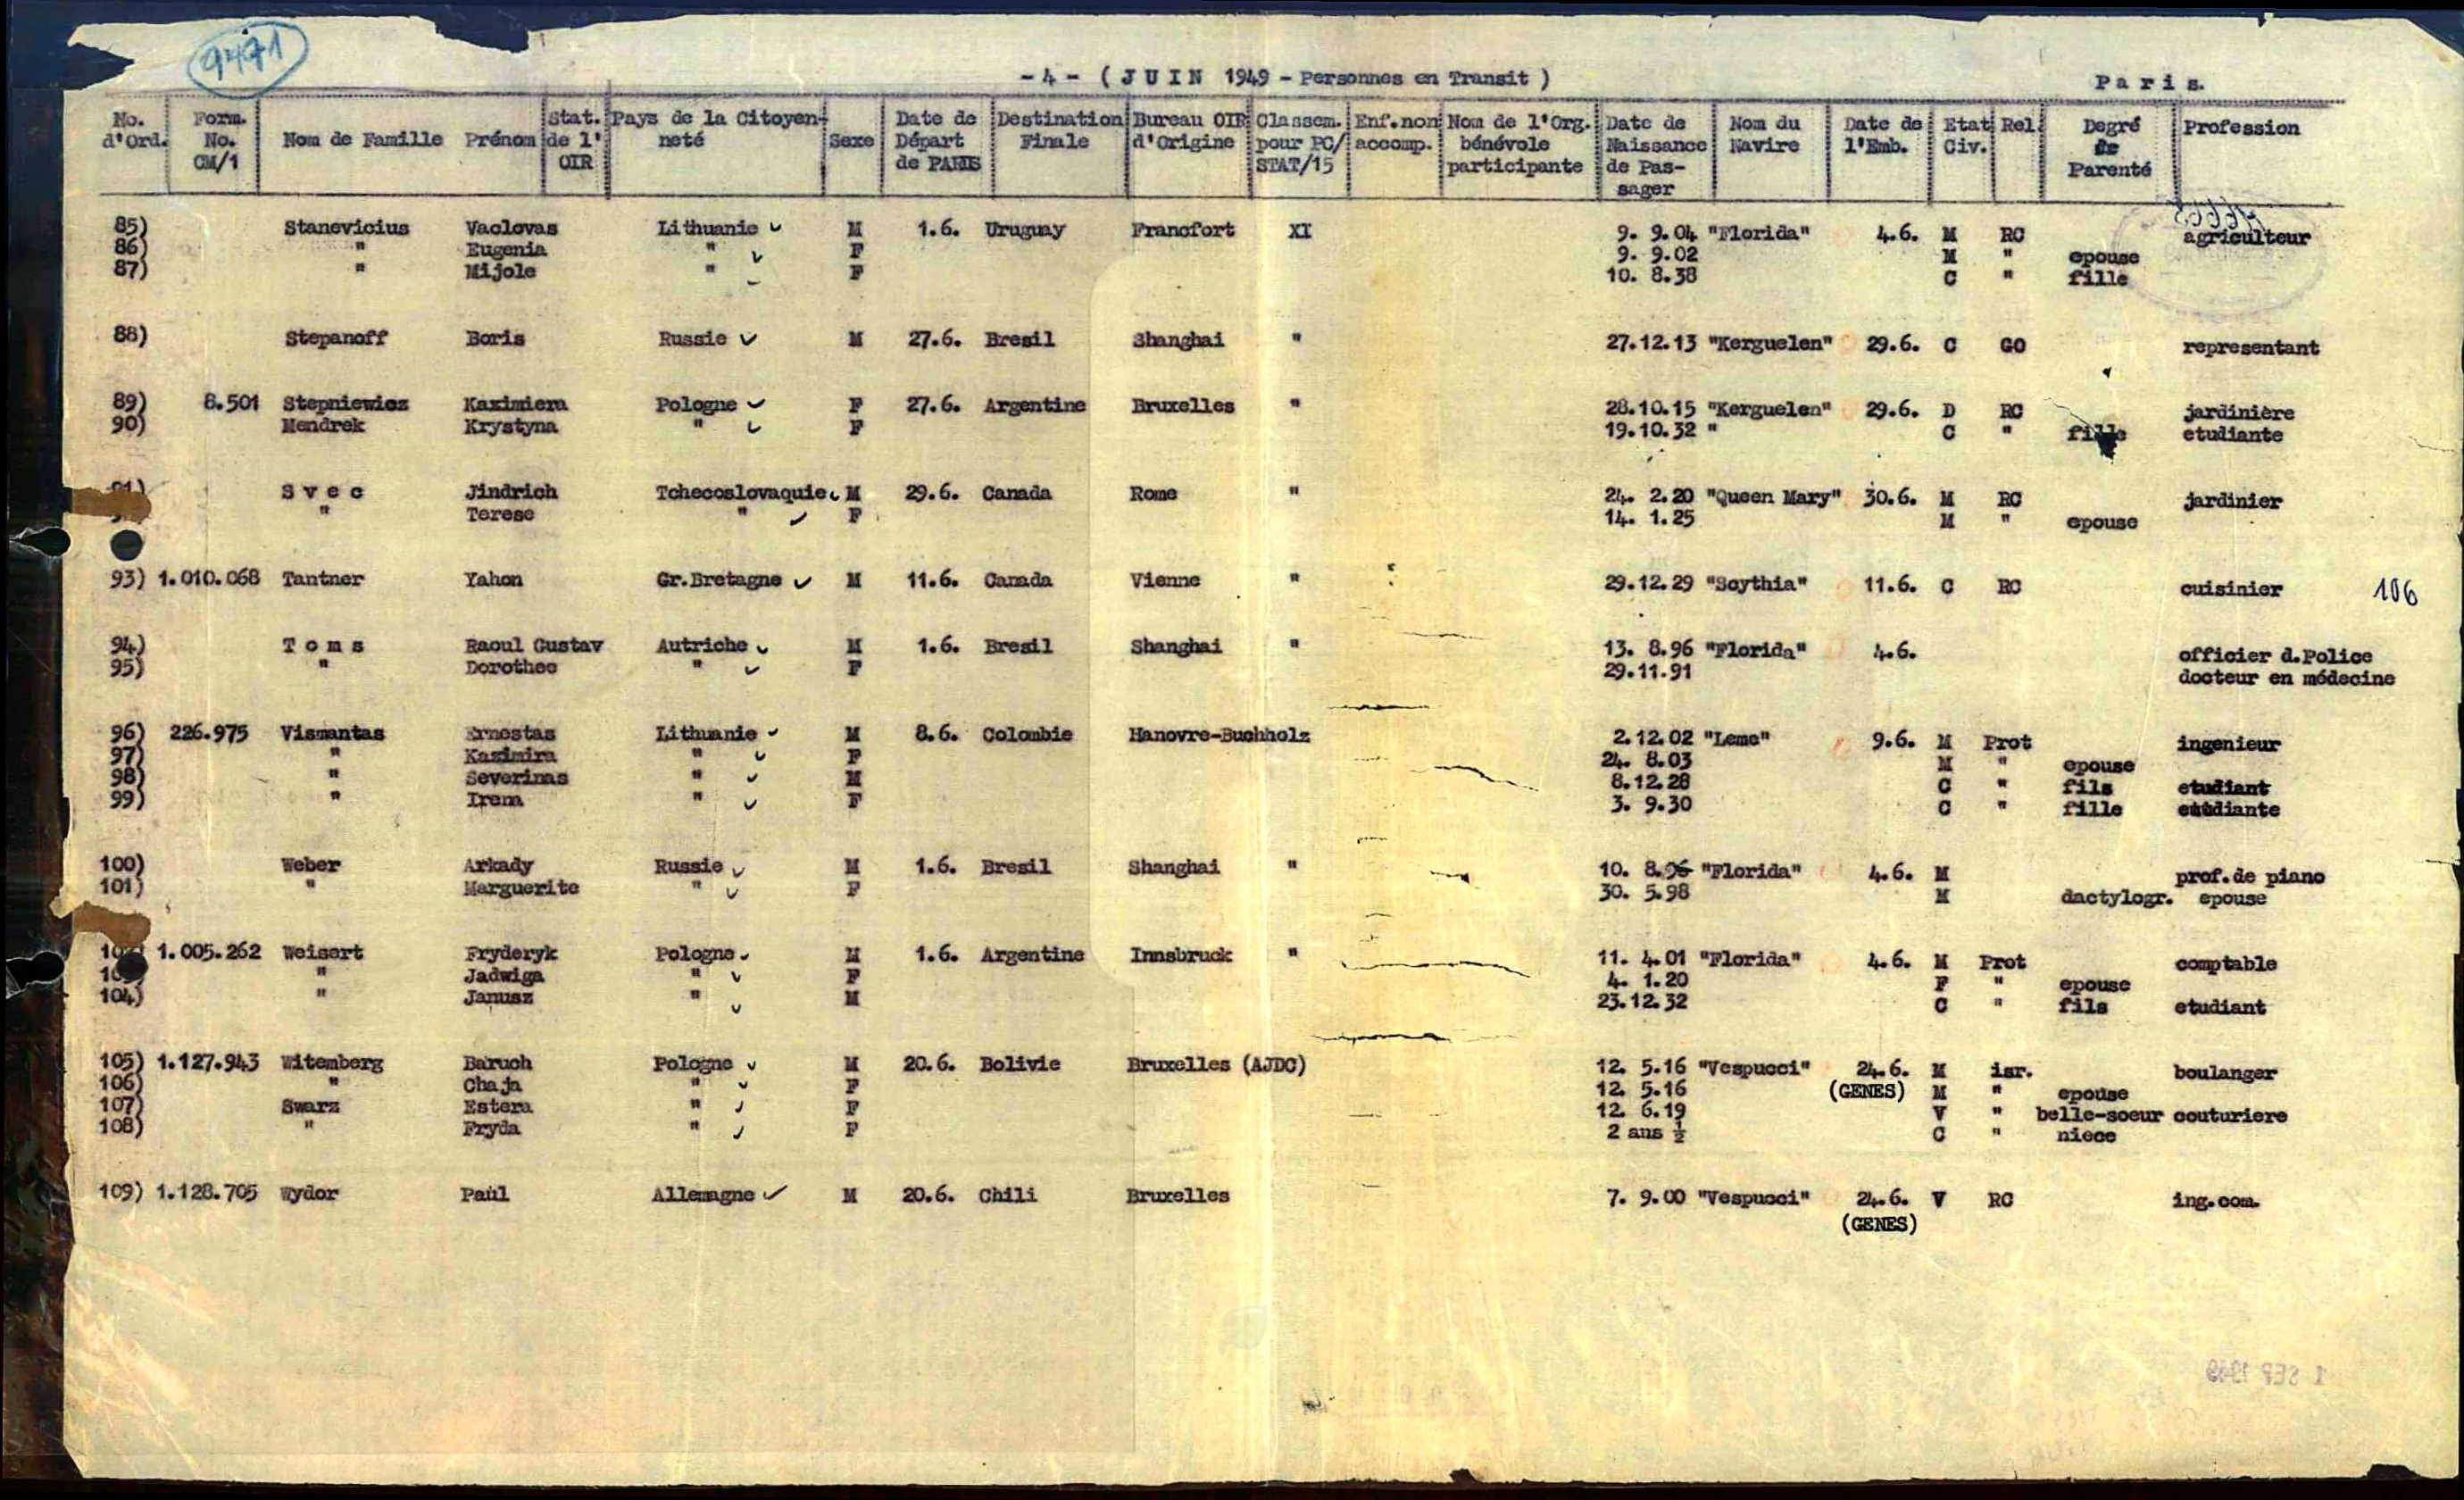 9471
- 4 - ( J U I N 1949 - Personnes en Transit ) P a r i s.
No. d'Ord. Form. No. CM/1 Nom de Famille Prénom Stat. de l' OIR Pays de la Citoyen- neté Sexe Date de Départ de PARIS Destination Finale Bureau OIR d'Origine Classem. pour PC/ STAT/15 Enf.non accomp. Nom de l'Org. bénévole participante Date de Naissance de Pas- sager Nom du Navire Date de l'Emb. Etat Civ. Rel. Degré de Parenté Profession
85) Stanevicius Vaclovas Lithuanie M 1.6. Uruguay Francfort XI 9. 9.04 "Florida" 4.6. M RC agriculteur
86) " Eugenia " F 9. 9.02 M " epouse
87) " Mijole " F 10. 8.38 C " fille
88) Stepanoff Boris Russie M 27.6. Bresil Shanghai " 27.12.13 "Kerguelen" 29.6. C GO representant
89) 8.501 Stepniewicz Kazimiera Pologne F 27.6. Argentine Bruxelles " 28.10.15 "Kerguelen" 29.6. D RC jardinière
90) Mendrek Krystyna " F 19.10.32 " C " fille etudiante
91) S v e c Jindrich Tchecoslovaquie M 29.6. Canada Rome " 24. 2.20 "Queen Mary" 30.6. M RC jardinier
" Terese " F 14. 1.25 M " epouse
93) 1.010.068 Tantner Yahon Gr.Bretagne M 11.6. Canada Vienne " 29.12.29 "Scythia" 11.6. C RC cuisinier 106
94) T o m s Raoul Gustav Autriche M 1.6. Bresil Shanghai " 13. 8.96 "Florida" 4.6. officier d.Police
95) " Dorothee " F 29.11.91 docteur en médecine
96) 226.975 Vismantas Ernestas Lithuanie M 8.6. Colombie Hanovre-Buchholz 2.12.02 "Leme" 9.6. M Prot ingenieur
97) " Kazimira " F 24. 8.03 M " epouse
98) " Severinas " M 8.12.28 C " fils etudiant
99) " Irena " F 3. 9.30 C " fille etudiante
100) Weber Arkady Russie M 1.6. Bresil Shanghai " 10. 8.96 "Florida" 4.6. M prof.de piano
101) " Marguerite " F 30. 5.98 M dactylogr. epouse
1.005.262 Weisert Fryderyk Pologne M 1.6. Argentine Innsbruck " 11. 4.01 "Florida" 4.6. M Prot comptable
" Jadwiga " F 4. 1.20 F " epouse
104) " Janusz " M 23.12.32 C " fils etudiant
105) 1.127.943 Witemberg Baruch Pologne M 20.6. Bolivie Bruxelles (AJDC) 12. 5.16 "Vespucci" 24.6. M isr. boulanger
106) " Chaja " F 12. 5.16 (GENES) M " epouse
107) Swarz Estera " F 12. 6.19 V " belle-soeur couturiere
108) " Fryda " F 2 ans ½ C " niece
109) 1.128.705 Wydor Paul Allemagne M 20.6. Chili Bruxelles 7. 9.00 "Vespucci" 24.6. V RC ing.com.
(GENES)
1 SEP 1949